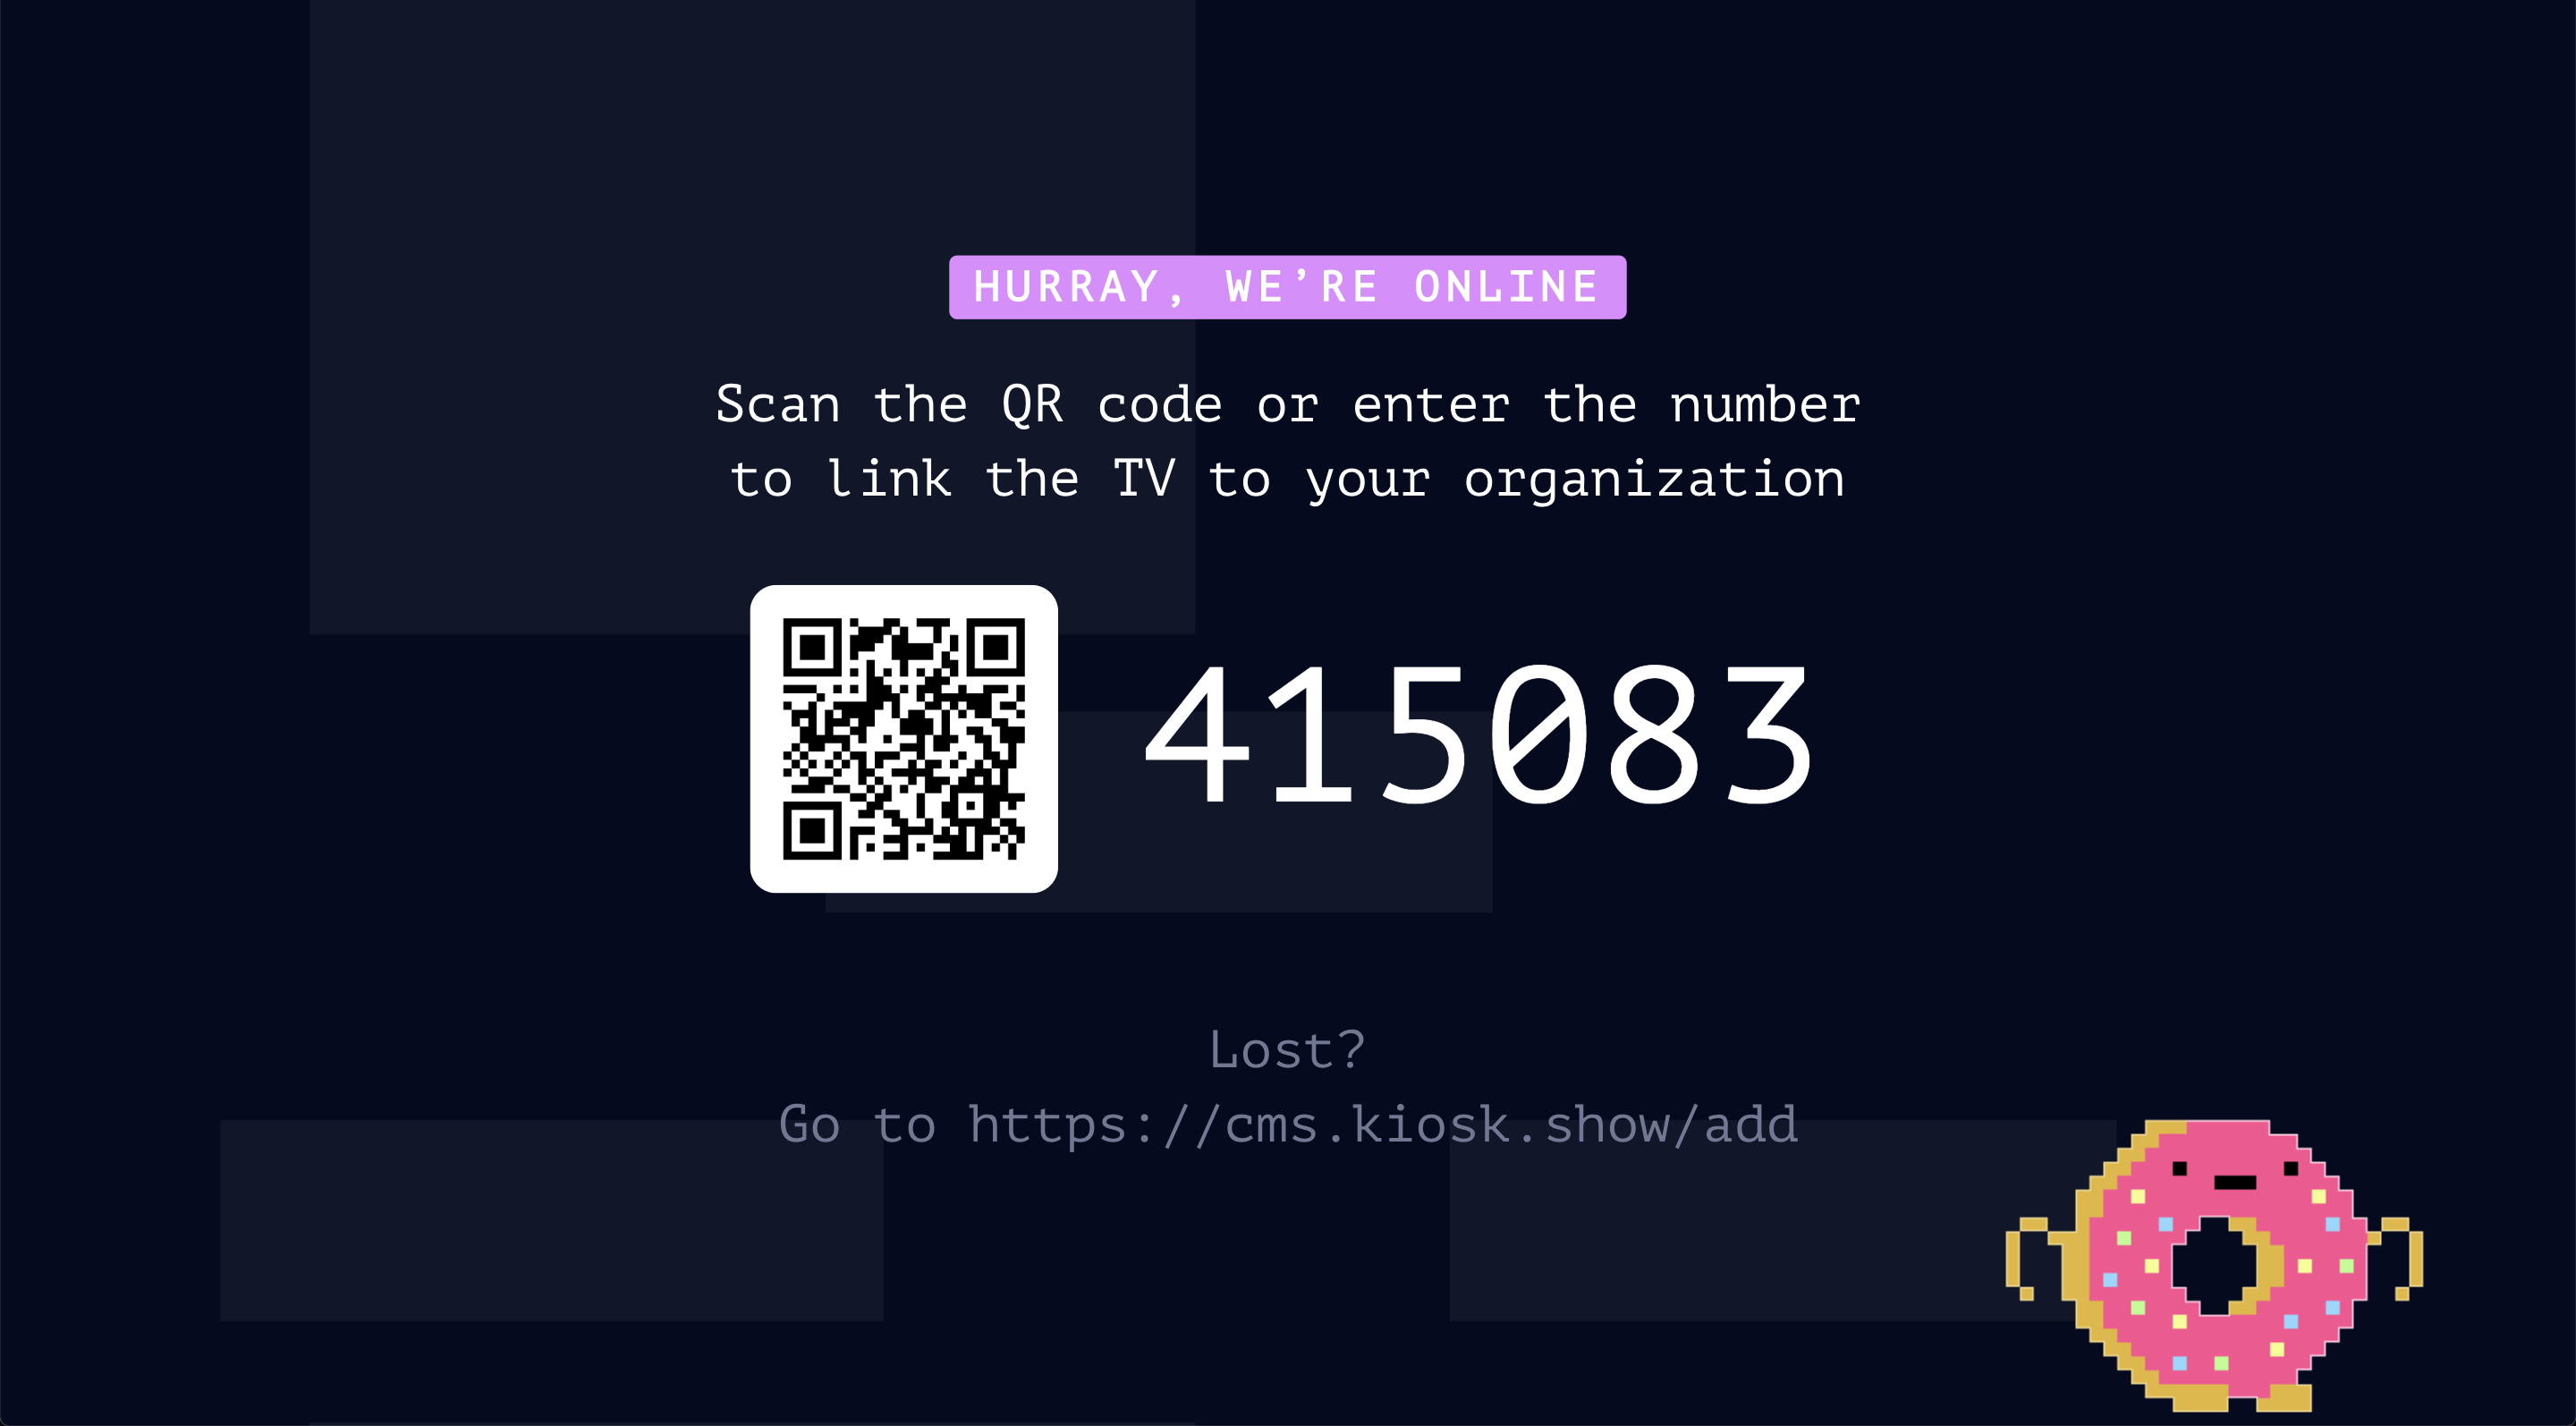 HURRAY, WE’RE ONLINE
Scan the QR code or enter the number
to link the TV to your organization
415083
Lost?
Go to https://cms.kiosk.show/add